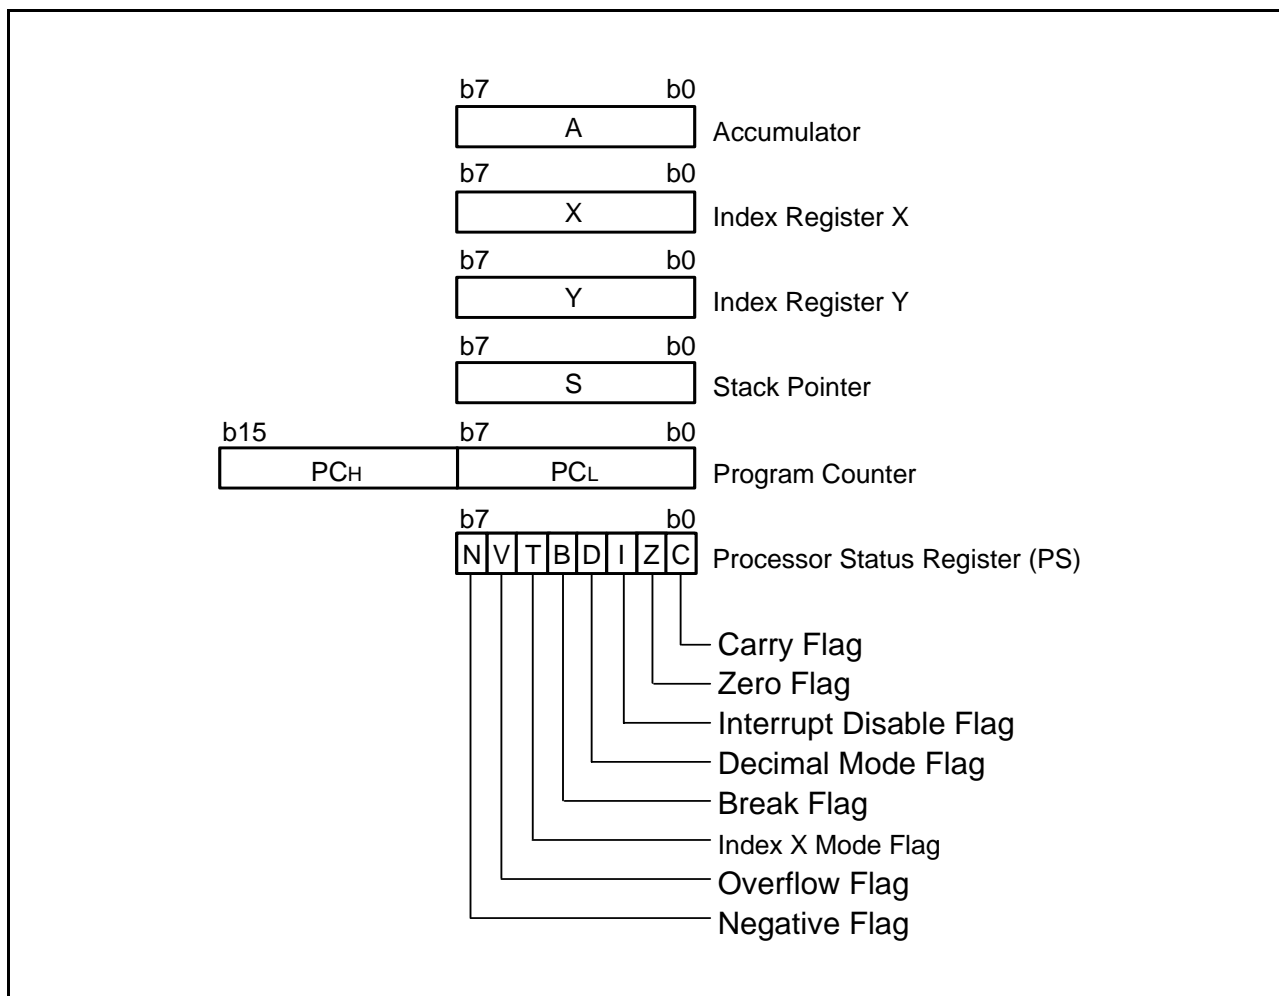 b7 b0
A Accumulator
b7 b0
X Index Register X
b7 b0
Y Index Register Y
b7 b0
S Stack Pointer
b15 b7 b0
PCH PCL Program Counter
b7 b0
N V T B D I Z C Processor Status Register (PS)
Carry Flag
Zero Flag
Interrupt Disable Flag
Decimal Mode Flag
Break Flag
Index X Mode Flag
Overflow Flag
Negative Flag